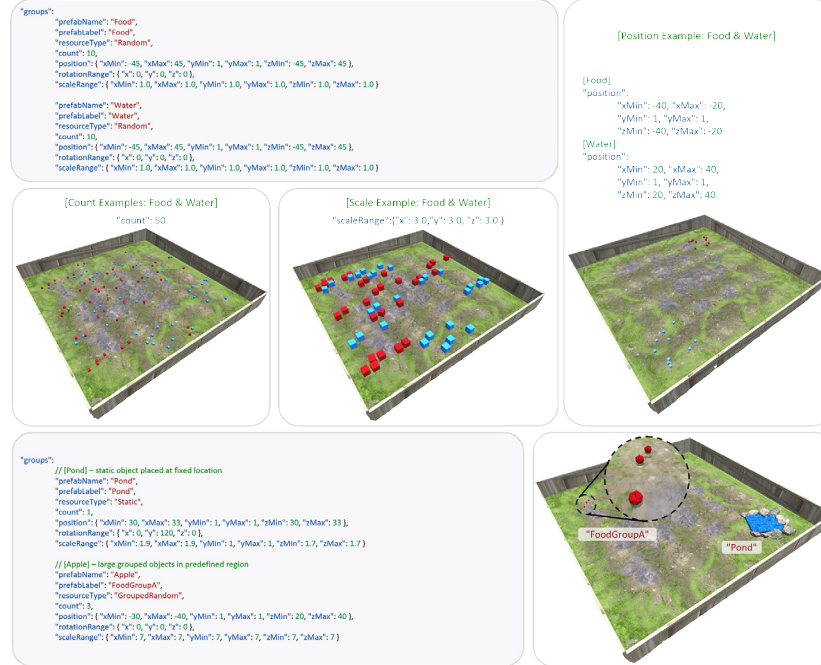 "groups":
"prefabName": "Food",
"prefabLabel": "Food",
"resourceType": "Random",
"count": 10,
"position": { "xMin": -45, "xMax": 45, "yMin": 1, "yMax": 1, "zMin": -45, "zMax": 45 },
"rotationRange": { "x": 0, "y": 0, "z": 0 },
"scaleRange": { "xMin": 1.0, "xMax": 1.0, "yMin": 1.0, "yMax": 1.0, "zMin": 1.0, "zMax": 1.0 }
"prefabName": "Water",
"prefabLabel": "Water",
"resourceType": "Random",
"count": 10,
"position": { "xMin": -45, "xMax": 45, "yMin": 1, "yMax": 1, "zMin": -45, "zMax": 45 },
"rotationRange": { "x": 0, "y": 0, "z": 0 },
"scaleRange": { "xMin": 1.0, "xMax": 1.0, "yMin": 1.0, "yMax": 1.0, "zMin": 1.0, "zMax": 1.0 }
[Position Example: Food & Water]
[Food]
"position":
"xMin": -40, "xMax": -20,
"yMin": 1, "yMax": 1,
"zMin": -40, "zMax": -20
[Water]
"position":
"xMin": 20, "xMax": 40,
"yMin": 1, "yMax": 1,
"zMin": 20, "zMax": 40
[Count Examples: Food & Water]
"count": 50
[Scale Example: Food & Water]
"scaleRange":{"x": 3.0,"y": 3.0, "z": 3.0 }
"groups":
// [Pond] – static object placed at fixed location
"prefabName": "Pond",
"prefabLabel": "Pond",
"resourceType": "Static",
"count": 1,
"position": { "xMin": 30, "xMax": 33, "yMin": 1, "yMax": 1, "zMin": 30, "zMax": 33 },
"rotationRange": { "x": 0, "y": 120, "z": 0 },
"scaleRange": { "xMin": 1.9, "xMax": 1.9, "yMin": 1, "yMax": 1, "zMin": 1.7, "zMax": 1.7 }
// [Apple] – large grouped objects in predefined region
"prefabName": "Apple",
"prefabLabel": "FoodGroupA",
"resourceType": "GroupedRandom",
"count": 3,
"position": { "xMin": -30, "xMax": -40, "yMin": 1, "yMax": 1, "zMin": 20, "zMax": 40 },
"rotationRange": { "x": 0, "y": 0, "z": 0 },
"scaleRange": { "xMin": 7, "xMax": 7, "yMin": 7, "yMax": 7, "zMin": 7, "zMax": 7 }
"FoodGroupA"
"Pond"